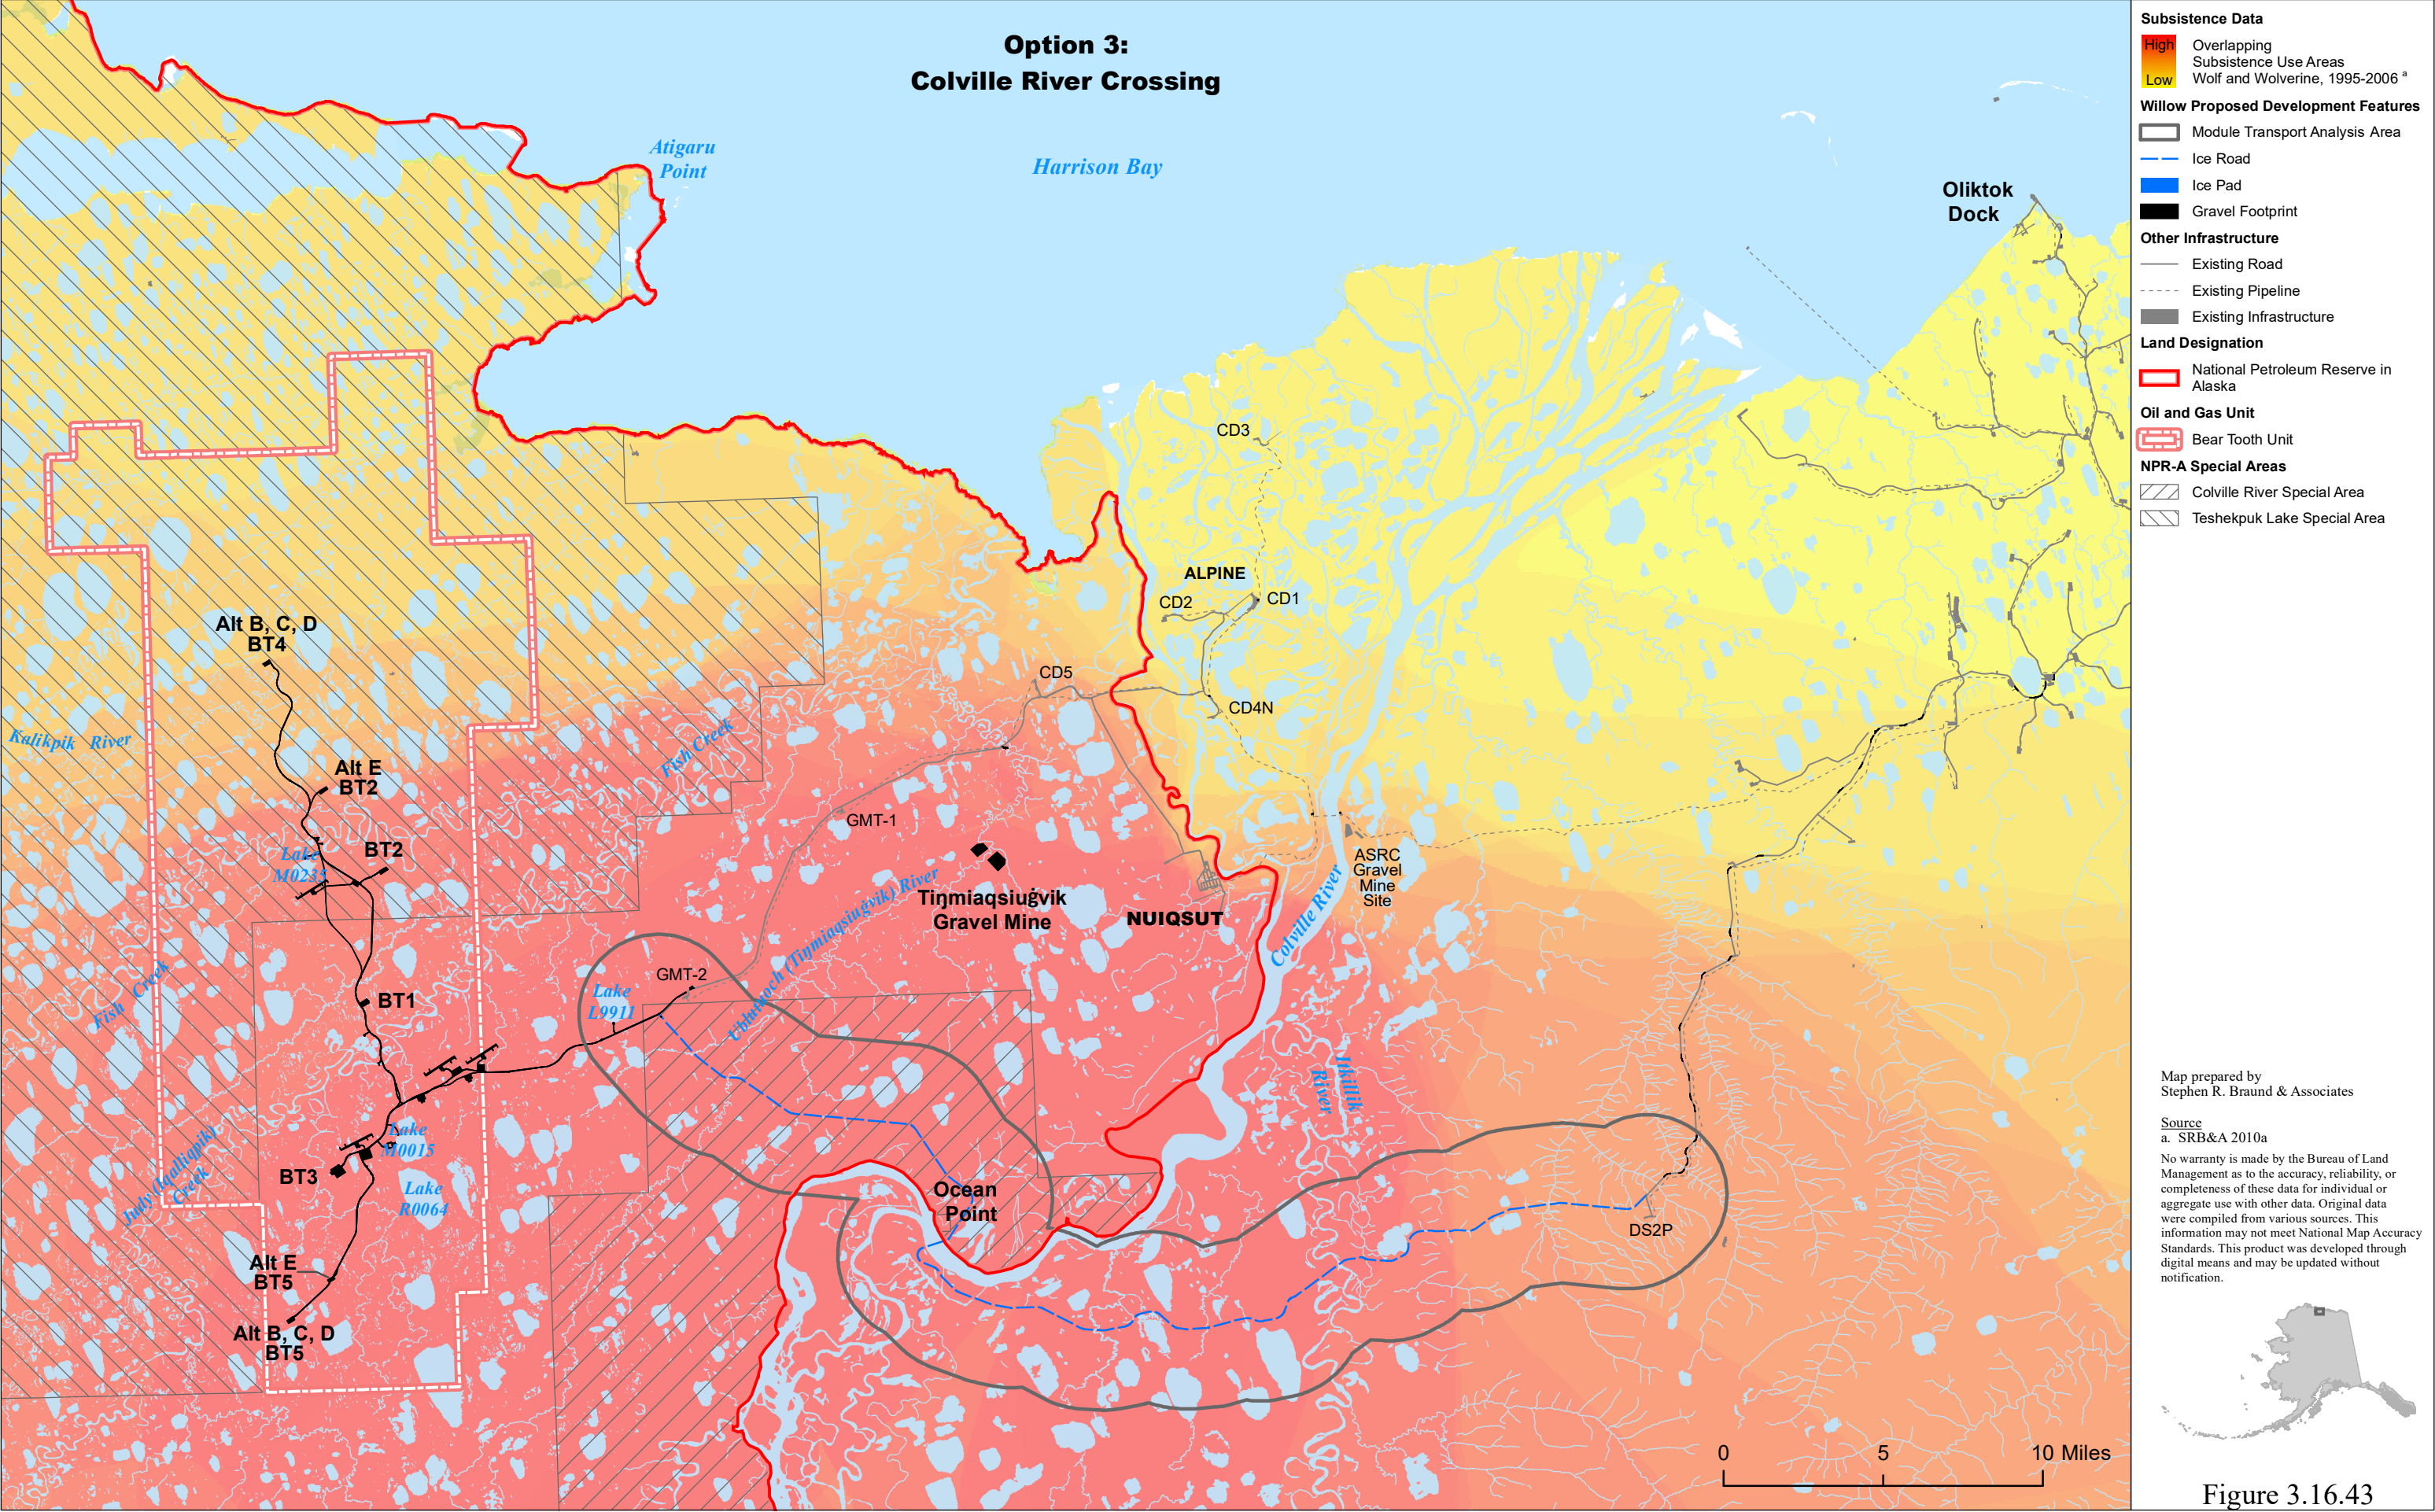 Option 3:
Colville River Crossing
Atigaru
Point
Harrison Bay
Oliktok
Dock
CD3
ALPINE
CD2
CD1
Alt B, C, D
BT4
CD5
CD4N
Kalikpik River
Fish Creek
Alt E
BT2
GMT-1
Lake
M0235
BT2
Tiŋmiaqsiuġvik
Gravel Mine
NUIQSUT
Colville River
ASRC
Gravel
Mine
Site
Ublutuoch (Tiŋmiaqsiuġvik) River
Fish Creek
BT1
GMT-2
Lake
L9911
Itkillik
River
Lake
M0015
Judy (Iqalliqpik)
Creek
BT3
Lake
R0064
Ocean
Point
DS2P
Alt E
BT5
Alt B, C, D
BT5
0 5 10 Miles
Subsistence Data
High
Low
Overlapping
Subsistence Use Areas
Wolf and Wolverine, 1995-2006 a
Willow Proposed Development Features
Module Transport Analysis Area
Ice Road
Ice Pad
Gravel Footprint
Other Infrastructure
Existing Road
Existing Pipeline
Existing Infrastructure
Land Designation
National Petroleum Reserve in
Alaska
Oil and Gas Unit
Bear Tooth Unit
NPR-A Special Areas
Colville River Special Area
Teshekpuk Lake Special Area
Map prepared by
Stephen R. Braund & Associates
Source
a. SRB&A 2010a
No warranty is made by the Bureau of Land
Management as to the accuracy, reliability, or
completeness of these data for individual or
aggregate use with other data. Original data
were compiled from various sources. This
information may not meet National Map Accuracy
Standards. This product was developed through
digital means and may be updated without
notification.
Figure 3.16.43